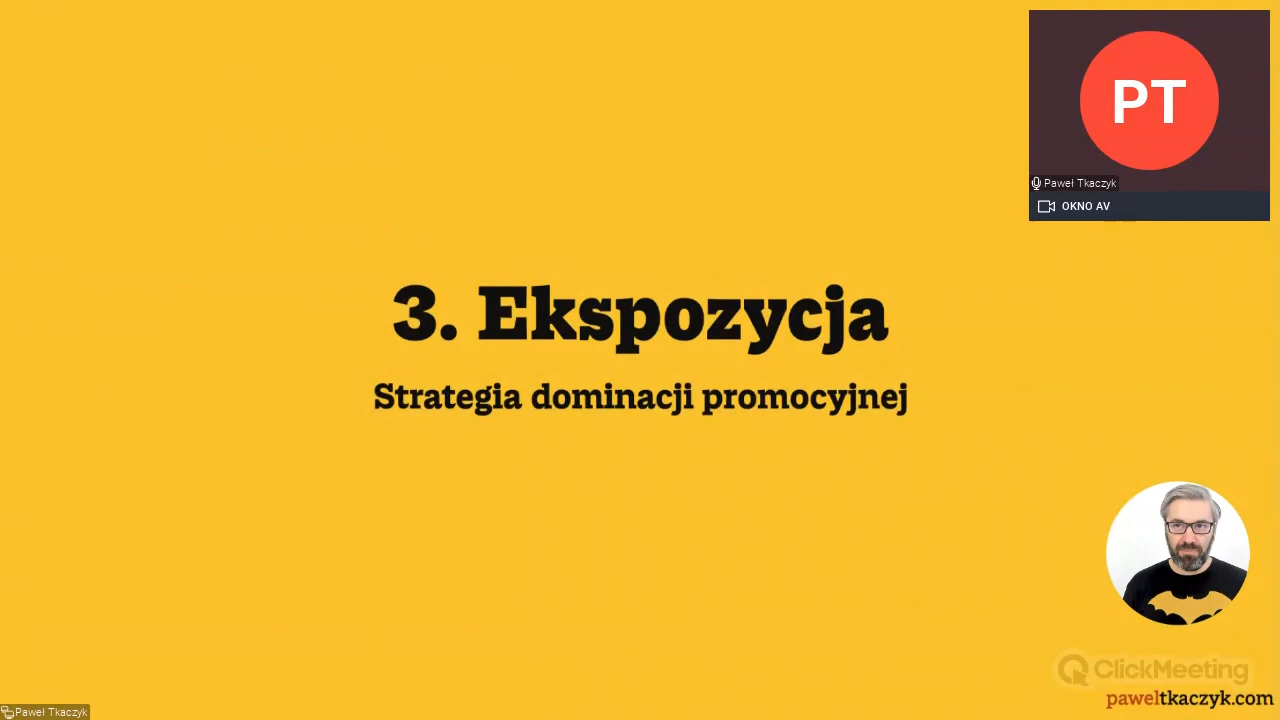 PT
Paweł Tkaczyk
OKNO AV
3. Ekspozycja
Strategia dominacji promocyjnej
ClickMeeting
paweltkaczyk.com
Paweł Tkaczyk